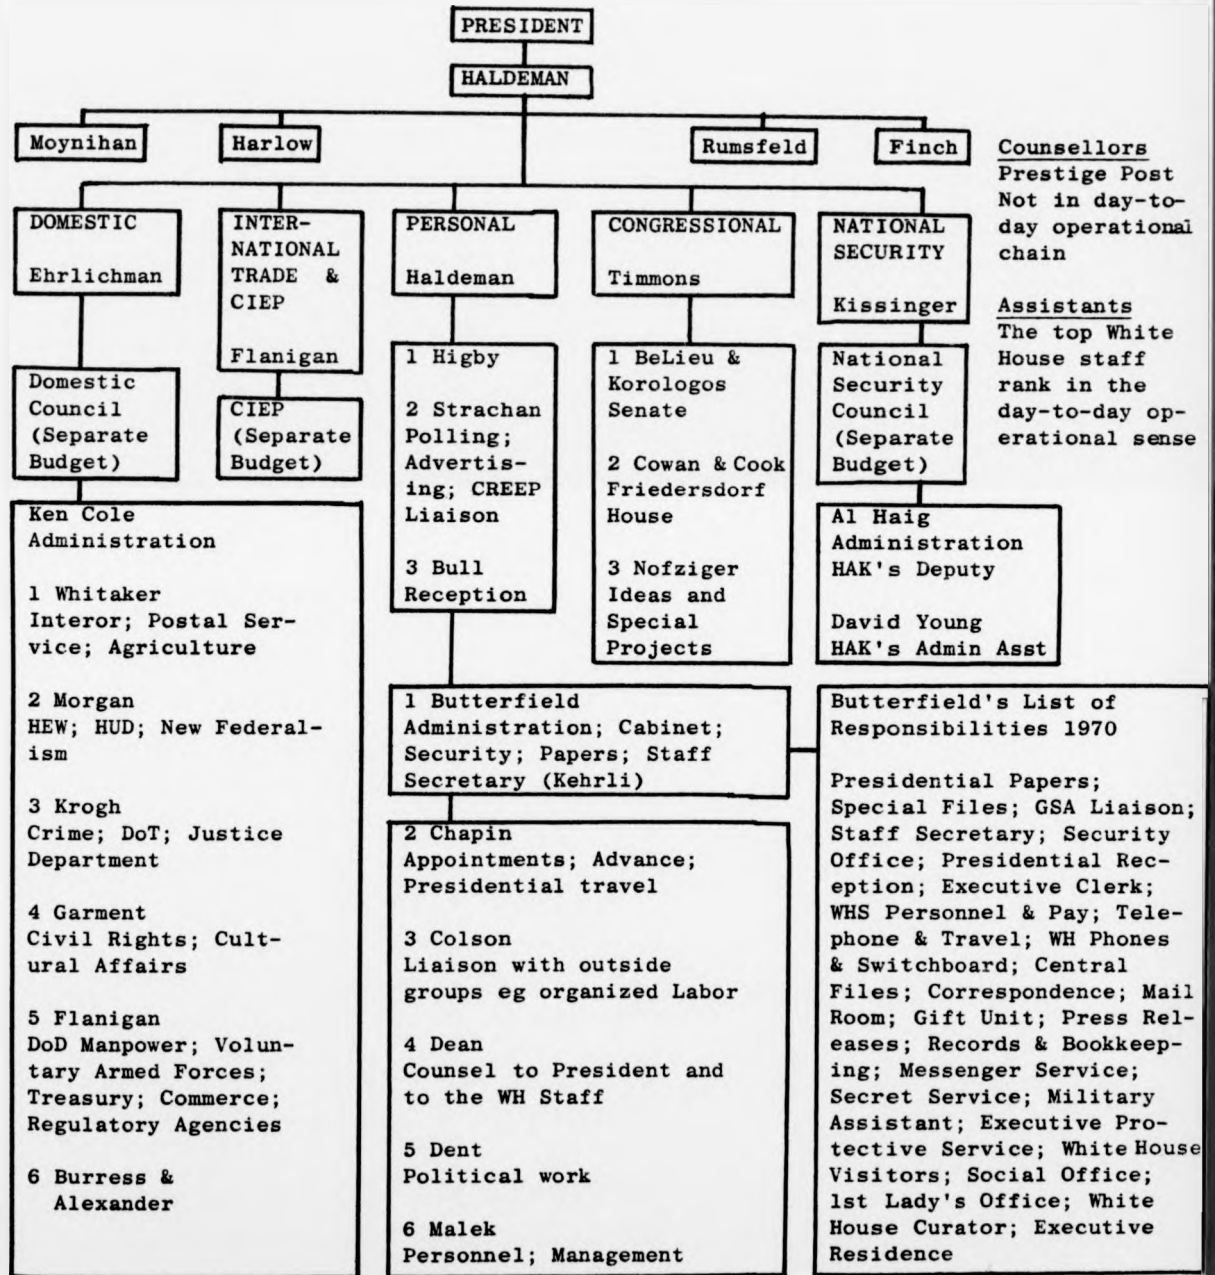 PRESIDENT
HALDEMAN
Moynihan
Harlow
Rumsfeld
Finch
Counsellors
Prestige Post
Not in day-to-
day operational
chain
Assistants
The top White
House staff
rank in the
day-to-day op-
erational sense
DOMESTIC
Ehrlichman
INTER-
NATIONAL
TRADE &
CIEP
Flanigan
PERSONAL
Haldeman
CONGRESSIONAL
Timmons
NATIONAL
SECURITY
Kissinger
Domestic
Council
(Separate
Budget)
CIEP
(Separate
Budget)
1 Higby
2 Strachan
Polling;
Advertis-
ing; CREEP
Liaison
3 Bull
Reception
1 BeLieu &
Korologos
Senate
2 Cowan & Cook
Friedersdorf
House
3 Nofziger
Ideas and
Special
Projects
National
Security
Council
(Separate
Budget)
Al Haig
Administration
HAK's Deputy
David Young
HAK's Admin Asst
Ken Cole
Administration
1 Whitaker
Interor; Postal Ser-
vice; Agriculture
2 Morgan
HEW; HUD; New Federal-
ism
3 Krogh
Crime; DoT; Justice
Department
4 Garment
Civil Rights; Cult-
ural Affairs
5 Flanigan
DoD Manpower; Volun-
tary Armed Forces;
Treasury; Commerce;
Regulatory Agencies
6 Burress &
Alexander
1 Butterfield
Administration; Cabinet;
Security; Papers; Staff
Secretary (Kehrli)
2 Chapin
Appointments; Advance;
Presidential travel
3 Colson
Liaison with outside
groups eg organized Labor
4 Dean
Counsel to President and
to the WH Staff
5 Dent
Political work
6 Malek
Personnel; Management
Butterfield's List of
Responsibilities 1970
Presidential Papers;
Special Files; GSA Liaison;
Staff Secretary; Security
Office; Presidential Rec-
eption; Executive Clerk;
WHS Personnel & Pay; Tele-
phone & Travel; WH Phones
& Switchboard; Central
Files; Correspondence; Mail
Room; Gift Unit; Press Rel-
eases; Records & Bookkeep-
ing; Messenger Service;
Secret Service; Military
Assistant; Executive Pro-
tective Service; White House
Visitors; Social Office;
1st Lady's Office; White
House Curator; Executive
Residence